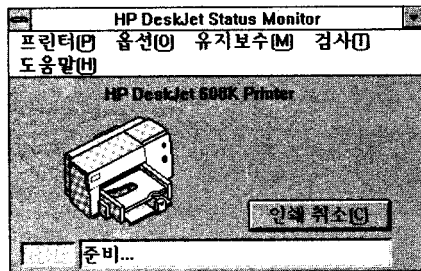 HP DeskJet Status Monitor
프린터(P) 옵션(O) 유지보수(M) 검사(T)
도움말(H)
HP DeskJet 600K Printer
인쇄 취소(C)
준비...